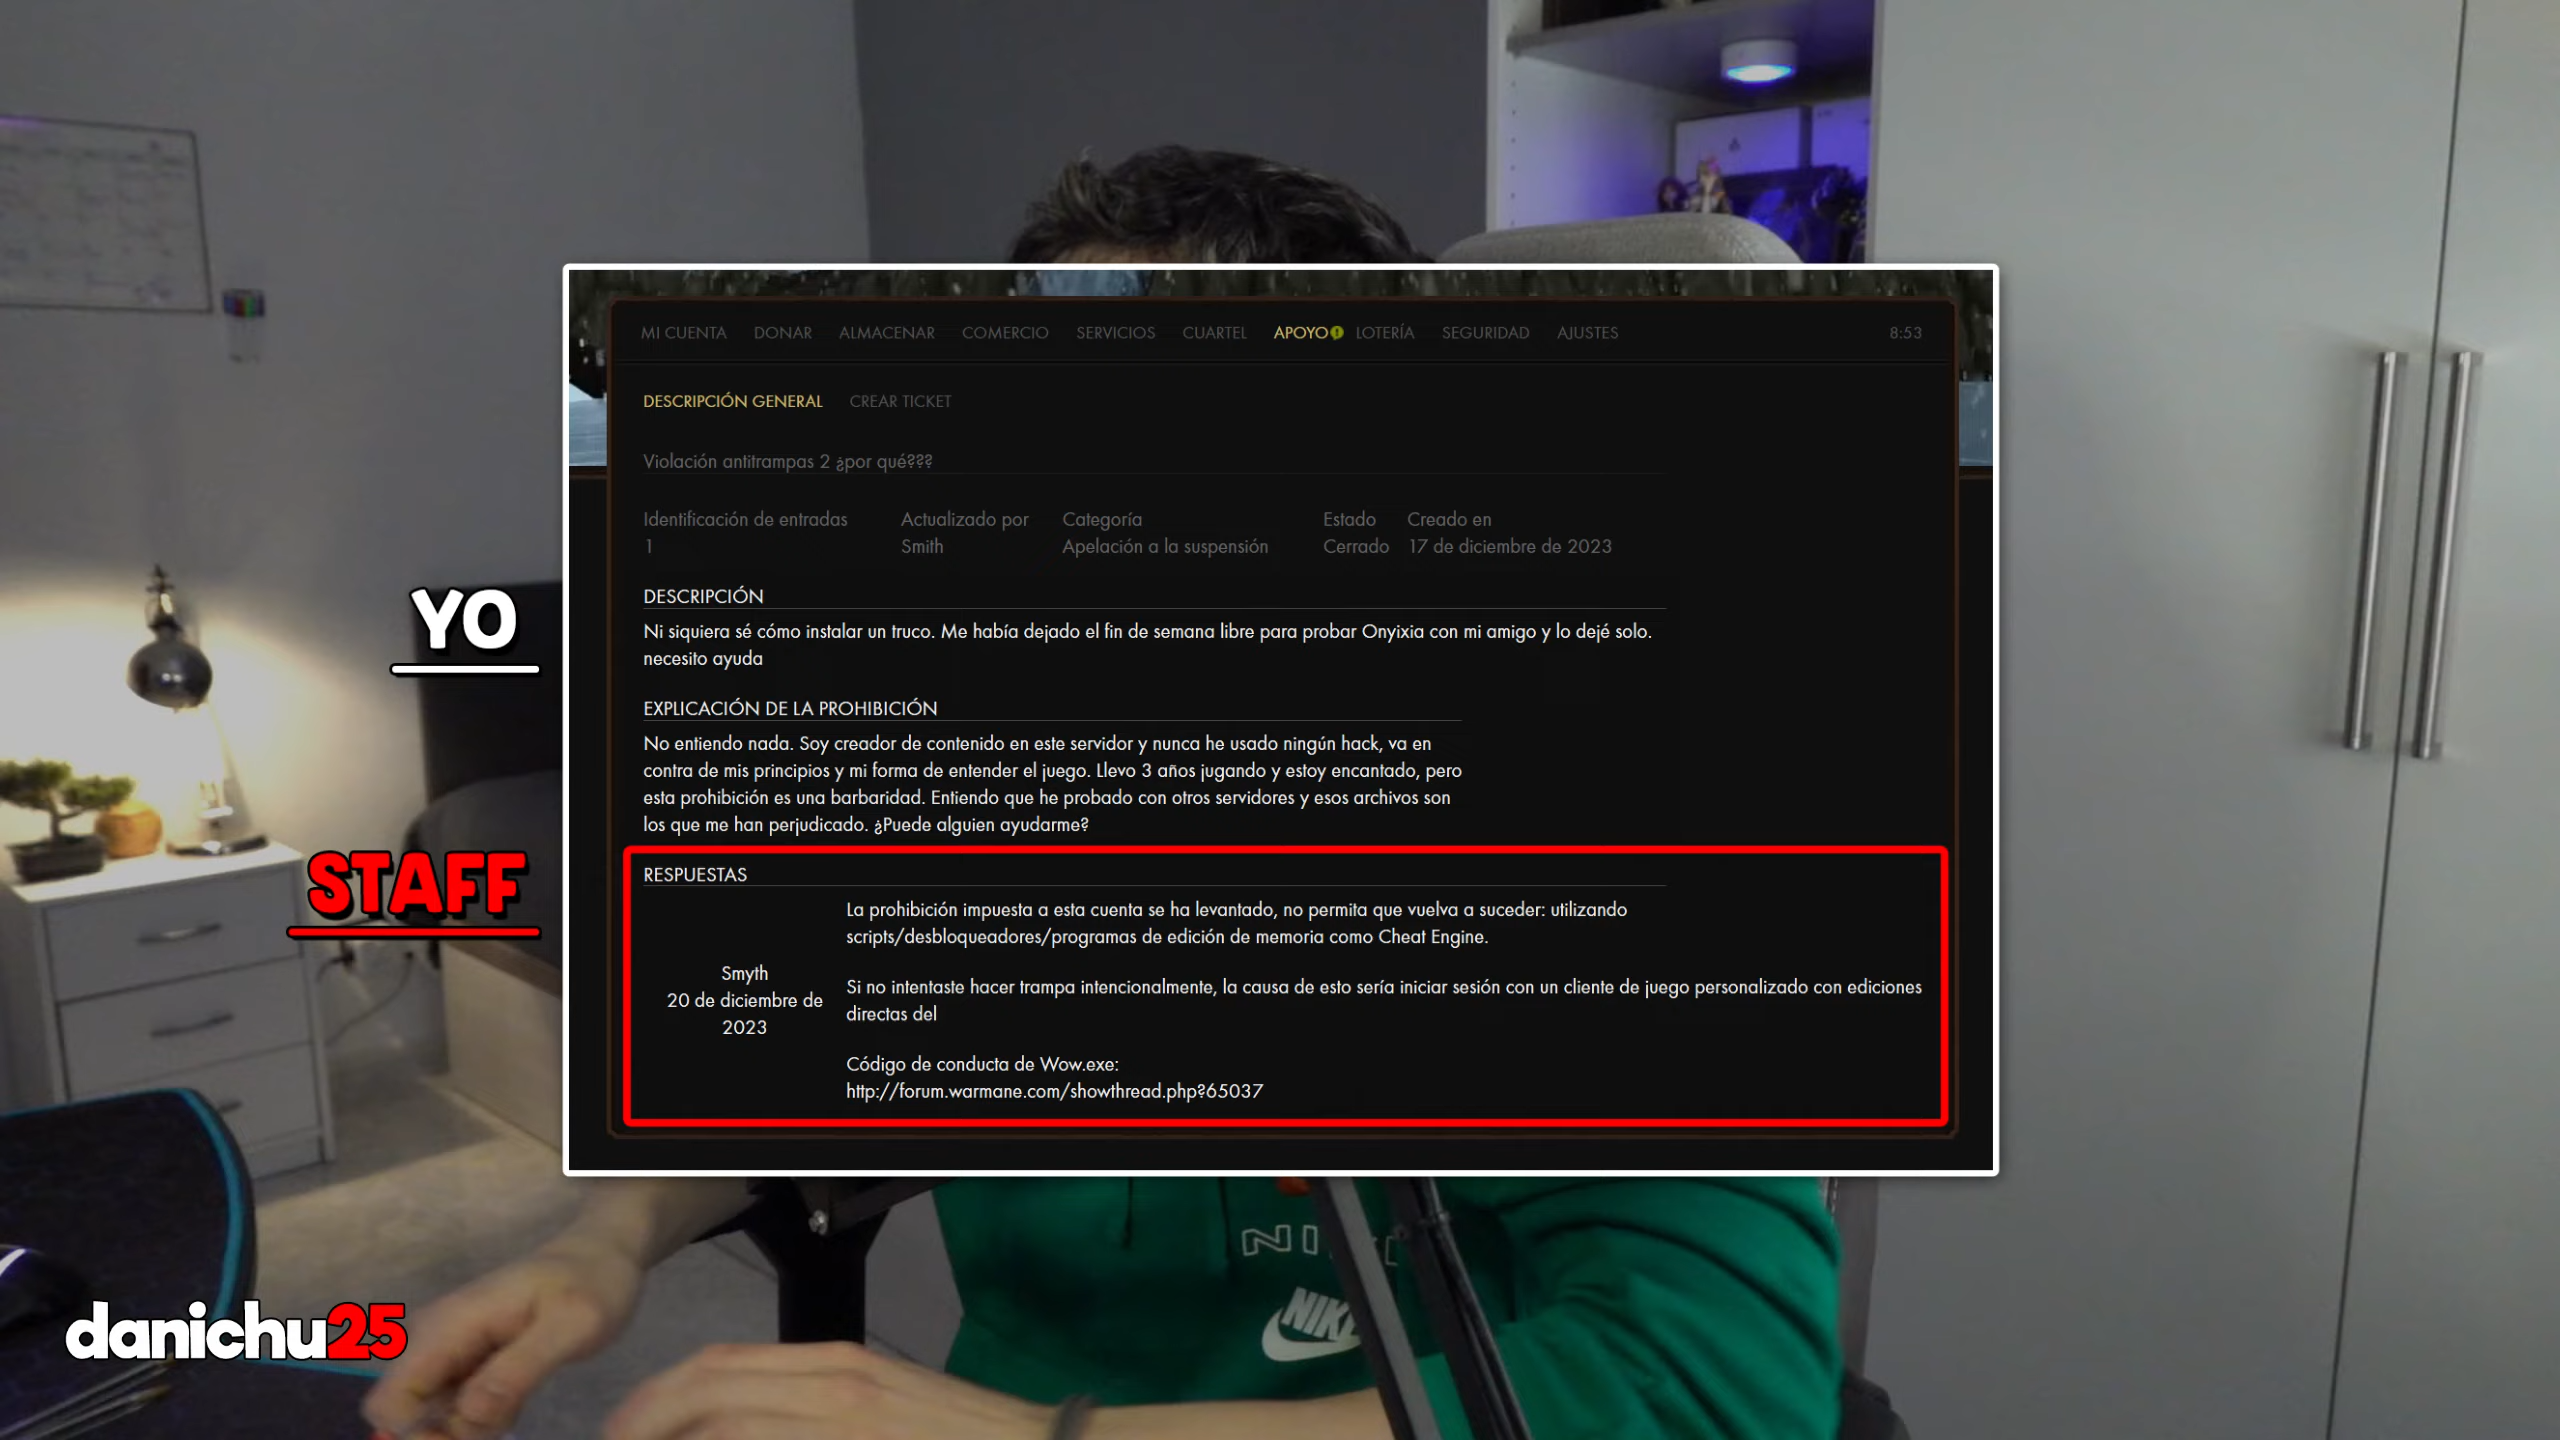 MI CUENTA DONAR ALMACENAR COMERCIO SERVICIOS CUARTEL APOYO! LOTERÍA SEGURIDAD AJUSTES 8:53
DESCRIPCIÓN GENERAL CREAR TICKET
Violación antitrampas 2 ¿por qué???
Identificación de entradas Actualizado por Categoría Estado Creado en
1 Smith Apelación a la suspensión Cerrado 17 de diciembre de 2023
YO
DESCRIPCIÓN
Ni siquiera sé cómo instalar un truco. Me había dejado el fin de semana libre para probar Onyixia con mi amigo y lo dejé solo.
necesito ayuda
EXPLICACIÓN DE LA PROHIBICIÓN
No entiendo nada. Soy creador de contenido en este servidor y nunca he usado ningún hack, va en
contra de mis principios y mi forma de entender el juego. Llevo 3 años jugando y estoy encantado, pero
esta prohibición es una barbaridad. Entiendo que he probado con otros servidores y esos archivos son
los que me han perjudicado. ¿Puede alguien ayudarme?
STAFF
RESPUESTAS
Smyth
20 de diciembre de
2023
La prohibición impuesta a esta cuenta se ha levantado, no permita que vuelva a suceder: utilizando
scripts/desbloqueadores/programas de edición de memoria como Cheat Engine.
Si no intentaste hacer trampa intencionalmente, la causa de esto sería iniciar sesión con un cliente de juego personalizado con ediciones
directas del
Código de conducta de Wow.exe:
http://forum.warmane.com/showthread.php?65037
NIKE
danichu25